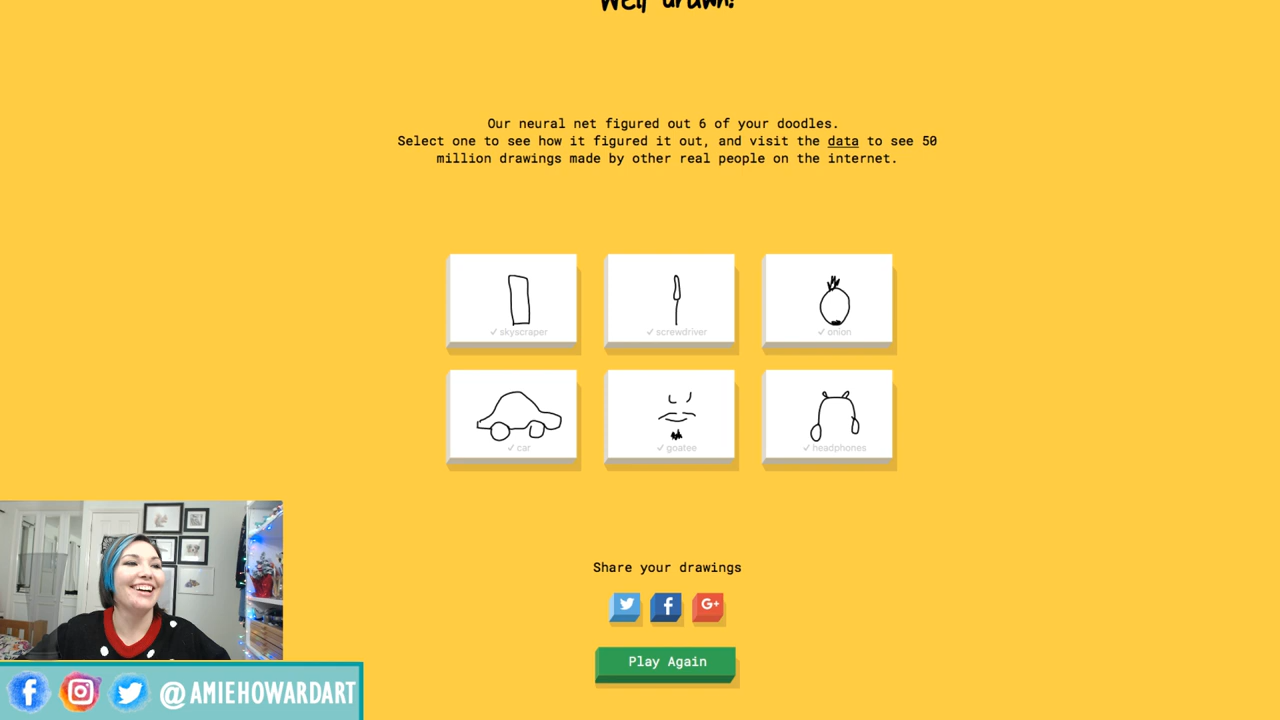 Well drawn!
Our neural net figured out 6 of your doodles.
Select one to see how it figured it out, and visit the data to see 50
million drawings made by other real people on the internet.
✓ skyscraper
✓ screwdriver
✓ onion
✓ car
✓ goatee
✓ headphones
Share your drawings
f
G+
Play Again
f
@AMIEHOWARDART